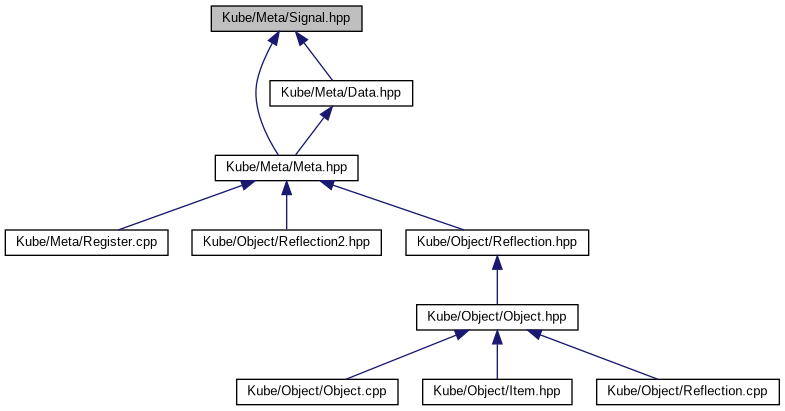 Kube/Meta/Signal.hpp
Kube/Meta/Data.hpp
Kube/Meta/Meta.hpp
Kube/Meta/Register.cpp
Kube/Object/Reflection2.hpp
Kube/Object/Reflection.hpp
Kube/Object/Object.hpp
Kube/Object/Object.cpp
Kube/Object/Item.hpp
Kube/Object/Reflection.cpp